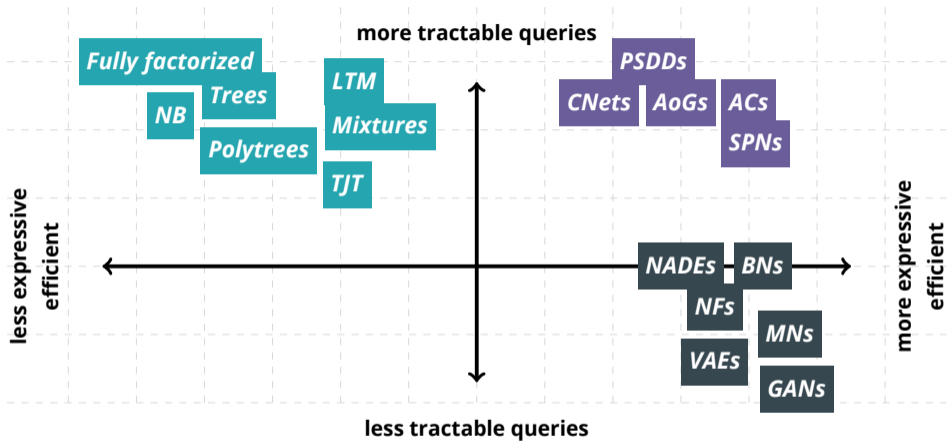 more tractable queries
Fully factorized
PSDDs
LTM
Trees
CNets
AoGs
ACs
NB
Mixtures
SPNs
Polytrees
TJT
less expressive
efficient
more expressive
efficient
NADEs
BNs
NFs
MNs
VAEs
GANs
less tractable queries